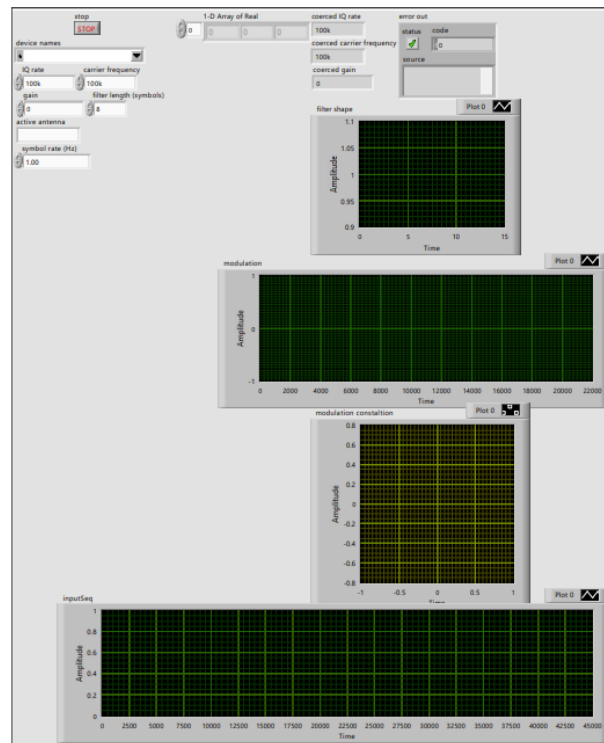 stop
STOP
device names
IQ rate
carrier frequency
100k
100k
gain
filter length (symbols)
0
8
active antenna
symbol rate (Hz)
1.00
1-D Array of Real
0
0
0
0
coerced IQ rate
100k
coerced carrier frequency
100k
coerced gain
0
error out
status
code
0
source
filter shape
Plot 0
1.1
1.05
1
0.95
0.9
Amplitude
0
5
10
15
Time
modulation
Plot 0
1
0
-1
Amplitude
0
2000
4000
6000
8000
10000
12000
14000
16000
18000
20000
22000
Time
modulation constaltion
Plot 0
0.8
0.6
0.4
0.2
0
-0.2
-0.4
-0.6
-0.8
Amplitude
-1
-0.5
0
0.5
1
Time
inputSeq
Plot 0
1
0.8
0.6
0.4
0.2
0
Amplitude
0
2500
5000
7500
10000
12500
15000
17500
20000
22500
25000
27500
30000
32500
35000
37500
40000
42500
45000
Time